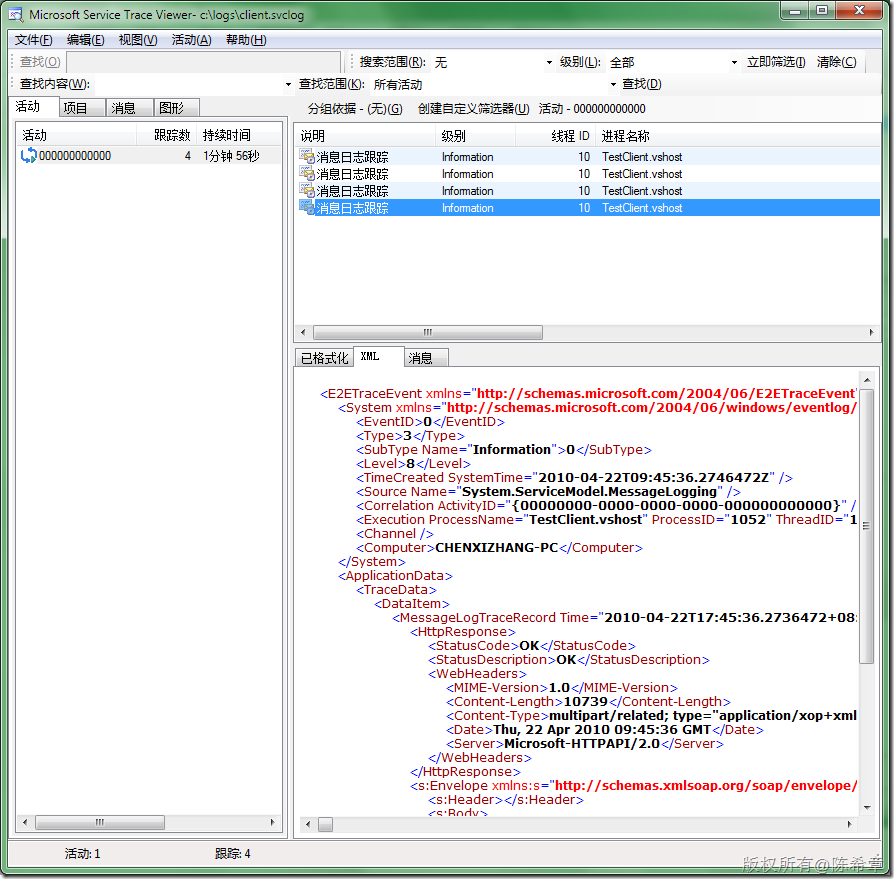 Microsoft Service Trace Viewer- c:\logs\client.svclog
文件(F) 编辑(E) 视图(V) 活动(A) 帮助(H)
查找(O) 搜索范围(R): 无 级别(L): 全部 立即筛选(I) 清除(C)
查找内容(W): 查找范围(K): 所有活动 查找(D)
活动 项目 消息 图形
分组依据 - (无)(G) 创建自定义筛选器(U) 活动 - 000000000000
活动 跟踪数 持续时间
000000000000 4 1分钟 56秒
说明 级别 线程 ID 进程名称
消息日志跟踪 Information 10 TestClient.vshost
消息日志跟踪 Information 10 TestClient.vshost
消息日志跟踪 Information 10 TestClient.vshost
消息日志跟踪 Information 10 TestClient.vshost
已格式化 XML 消息
<E2ETraceEvent xmlns="http://schemas.microsoft.com/2004/06/E2ETraceEvent"
<System xmlns="http://schemas.microsoft.com/2004/06/windows/eventlog/
<EventID>0</EventID>
<Type>3</Type>
<SubType Name="Information">0</SubType>
<Level>8</Level>
<TimeCreated SystemTime="2010-04-22T09:45:36.2746472Z" />
<Source Name="System.ServiceModel.MessageLogging" />
<Correlation ActivityID="{00000000-0000-0000-0000-000000000000}" /
<Execution ProcessName="TestClient.vshost" ProcessID="1052" ThreadID="1
<Channel />
<Computer>CHENXIZHANG-PC</Computer>
</System>
<ApplicationData>
<TraceData>
<DataItem>
<MessageLogTraceRecord Time="2010-04-22T17:45:36.2736472+08:
<HttpResponse>
<StatusCode>OK</StatusCode>
<StatusDescription>OK</StatusDescription>
<WebHeaders>
<MIME-Version>1.0</MIME-Version>
<Content-Length>10739</Content-Length>
<Content-Type>multipart/related; type="application/xop+xml
<Date>Thu, 22 Apr 2010 09:45:36 GMT</Date>
<Server>Microsoft-HTTPAPI/2.0</Server>
</WebHeaders>
</HttpResponse>
<s:Envelope xmlns:s="http://schemas.xmlsoap.org/soap/envelope/
<s:Header></s:Header>
<s:Body>
活动: 1 跟踪: 4
版权所有@陈希章